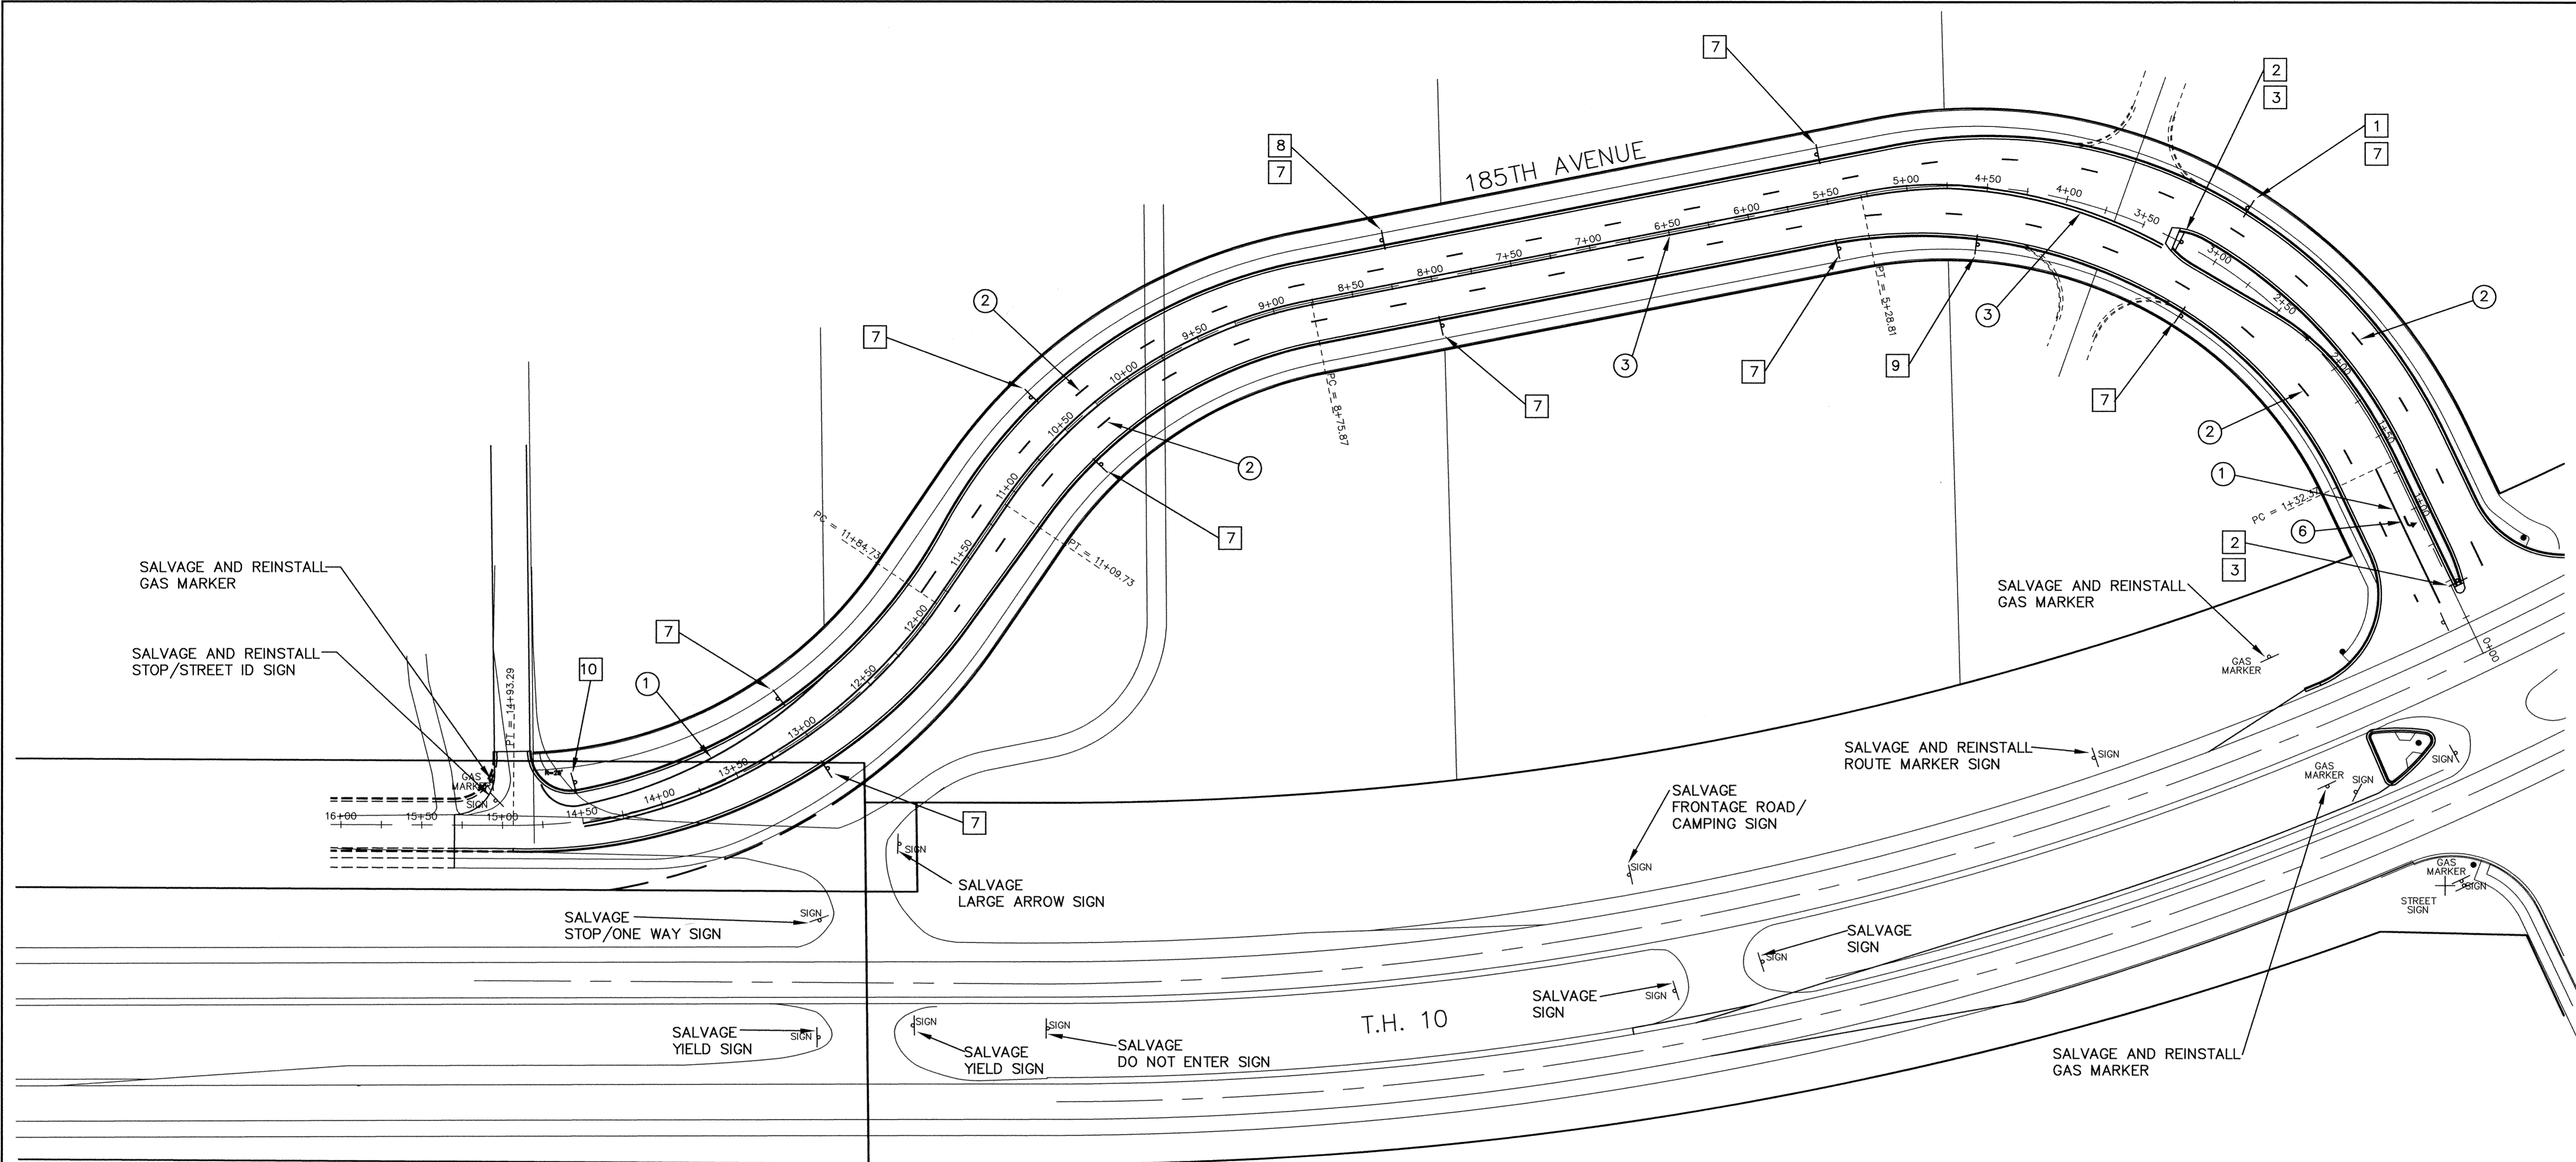 7
2
3
8
7
1
7
185TH AVENUE
5+50
5+00
4+50
4+00
3+50
3+00
2+50
2+00
1+50
1+00
0+00
6+00
6+50
7+00
7+50
8+00
8+50
9+00
9+50
10+00
10+50
11+00
11+50
12+00
12+50
13+00
13+50
14+00
14+50
15+00
15+50
16+00
2
7
3
7
9
3
7
2
2
1
6
2
3
7
2
7
PT = 5+28.81
PC = 8+75.87
PT = 11+09.73
PC = 11+84.73
PT = 14+93.29
7
10
1
7
SALVAGE AND REINSTALL
GAS MARKER
SALVAGE AND REINSTALL
STOP/STREET ID SIGN
GAS
MARKER
SIGN
SALVAGE AND REINSTALL
GAS MARKER
GAS
MARKER
SALVAGE AND REINSTALL
ROUTE MARKER SIGN
SIGN
SALVAGE
FRONTAGE ROAD/
CAMPING SIGN
SIGN
SIGN
SALVAGE
LARGE ARROW SIGN
SALVAGE
STOP/ONE WAY SIGN
SIGN
SALVAGE
SIGN
SIGN
SALVAGE
SIGN
SIGN
T.H. 10
SALVAGE
YIELD SIGN
SIGN
SIGN
SALVAGE
YIELD SIGN
SIGN
SALVAGE
DO NOT ENTER SIGN
GAS
MARKER
SIGN
SIGN
GAS
MARKER
SIGN
STREET
SIGN
SALVAGE AND REINSTALL
GAS MARKER